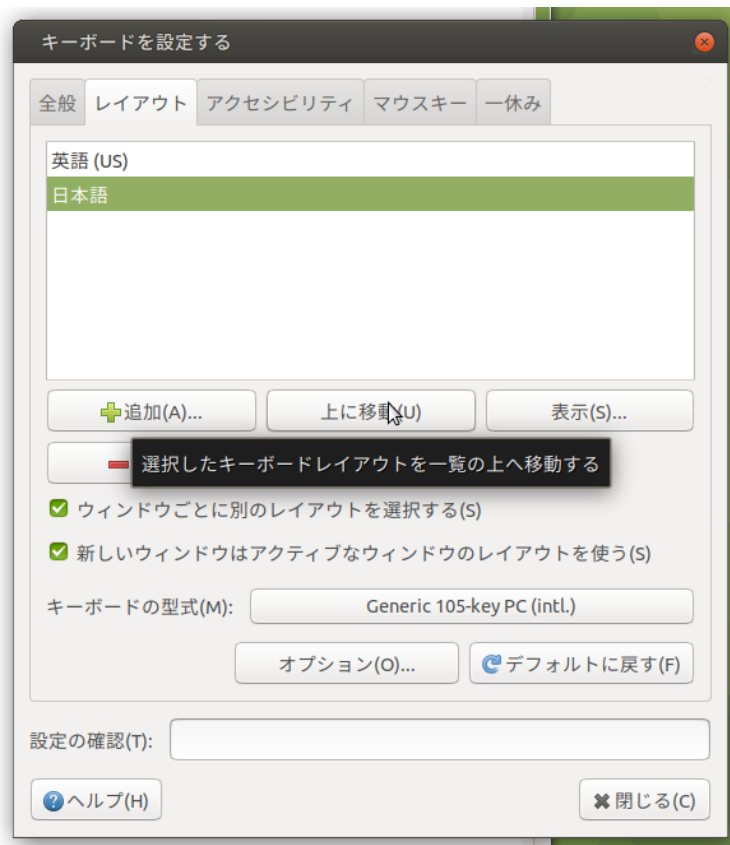 キーボードを設定する
全般 レイアウト アクセシビリティ マウスキー 一休み
英語 (US)
日本語
追加(A)... 上に移動(U) 表示(S)...
選択したキーボードレイアウトを一覧の上へ移動する
ウィンドウごとに別のレイアウトを選択する(S)
新しいウィンドウはアクティブなウィンドウのレイアウトを使う(S)
キーボードの型式(M): Generic 105-key PC (intl.)
オプション(O)... デフォルトに戻す(F)
設定の確認(T):
ヘルプ(H) 閉じる(C)